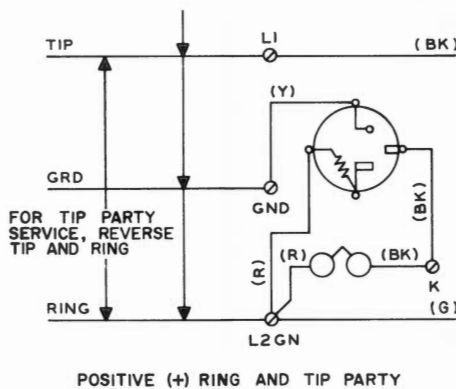 TIP
L1
(BK)
(Y)
GRD
GND
FOR TIP PARTY
SERVICE, REVERSE
TIP AND RING
(BK)
(R)
(R)
(BK)
K
(G)
RING
L2GN
POSITIVE (+) RING AND TIP PARTY